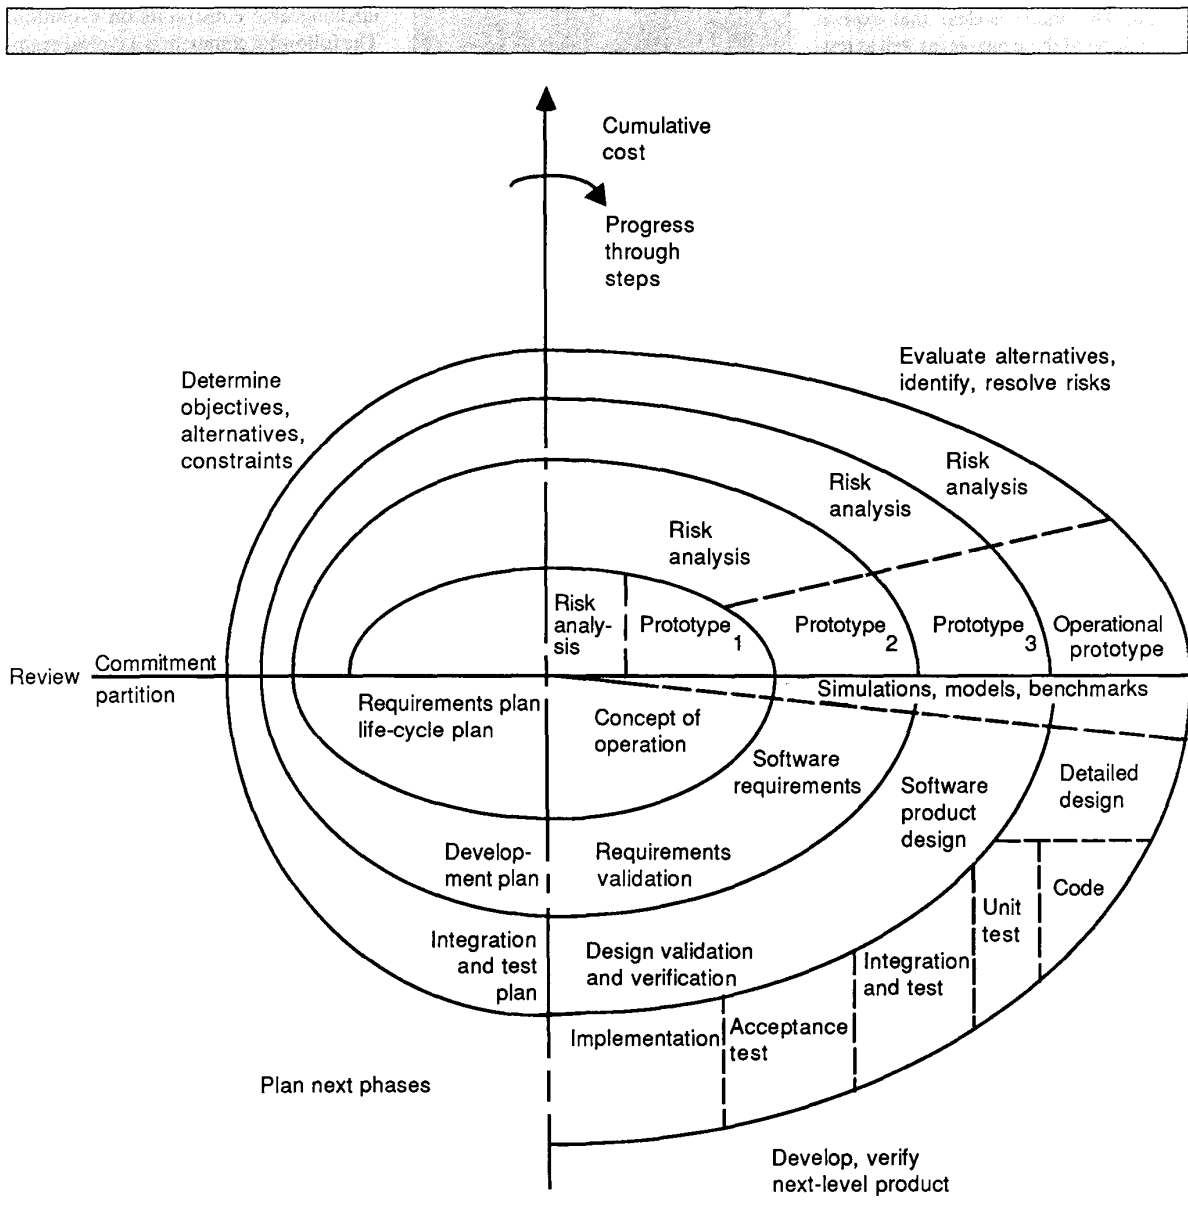 Cumulative
cost
Progress
through
steps
Evaluate alternatives,
identify, resolve risks
Determine
objectives,
alternatives,
constraints
Risk
analysis
Risk
analysis
Risk
analysis
Risk
analy-
sis
Prototype 1
Prototype 2
Prototype 3
Operational
prototype
Review
Commitment
partition
Simulations, models, benchmarks
Requirements plan
life-cycle plan
Concept of
operation
Software
requirements
Software
product
design
Detailed
design
Develop-
ment plan
Requirements
validation
Code
Unit
test
Integration
and test
plan
Design validation
and verification
Integration
and test
Implementation
Acceptance
test
Plan next phases
Develop, verify
next-level product